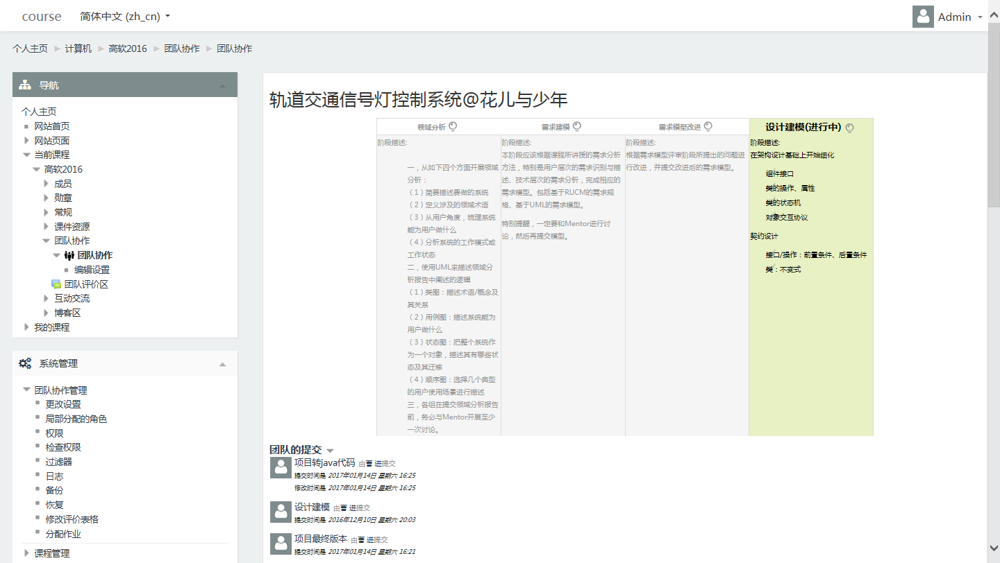 course 简体中文 (zh_cn)
Admin
个人主页 计算机 高软2016 团队协作 团队协作
导航
个人主页
网站首页
网站页面
当前课程
高软2016
成员
勋章
常规
课件资源
团队协作
团队协作
编辑设置
团队评价区
互动交流
博客区
我的课程
系统管理
团队协作管理
更改设置
局部分配的角色
权限
检查权限
过滤器
日志
备份
恢复
修改评价表格
分配作业
课程管理
轨道交通信号灯控制系统@花儿与少年
领域分析
阶段描述:
一，从如下四个方面开展领域
分析：
（1）简要描述要做的系统
（2）定义涉及的领域术语
（3）从用户角度，梳理系统
能为用户做什么
（4）分析系统的工作模式或
工作状态
二，使用UML来描述领域分
析报告中阐述的逻辑
（1）类图：描述术语/概念及
其关系
（2）用例图：描述系统能为
用户做什么
（3）状态图：把整个系统作
为一个对象，描述其有哪些状
态及其迁移
（4）顺序图：选择几个典型
的用户使用场景进行描述
三，各组在提交领域分析报告
前，务必与Mentor开展至少
一次讨论。
需求建模
阶段描述:
本阶段应该根据课程所讲授的需求分析
方法，特别是用户层次的需求识别与描
述、技术层次的需求分析，完成相应的
需求模型。包括基于RUCM的需求规
格、基于UML的需求模型。
特别提醒，一定要和Mentor进行讨
论，然后再提交模型。
需求模型改进
阶段描述:
根据需求模型评审阶段所提出的问题进
行改进，并提交改进后的需求模型。
设计建模(进行中)
阶段描述:
在架构设计基础上开始细化
组件接口
类的操作、属性
类的状态机
对象交互协议
契约设计
接口/操作：前置条件、后置条件
类：不变式
团队的提交
项目转java代码 由曹 进提交
提交时间是 2017年01月14日 星期六 16:25
修改时间是 2017年01月14日 星期六 16:25
设计建模 由曹 进提交
提交时间是 2016年12月10日 星期六 20:03
项目最终版本 由曹 进提交
提交时间是 2017年01月14日 星期六 16:21